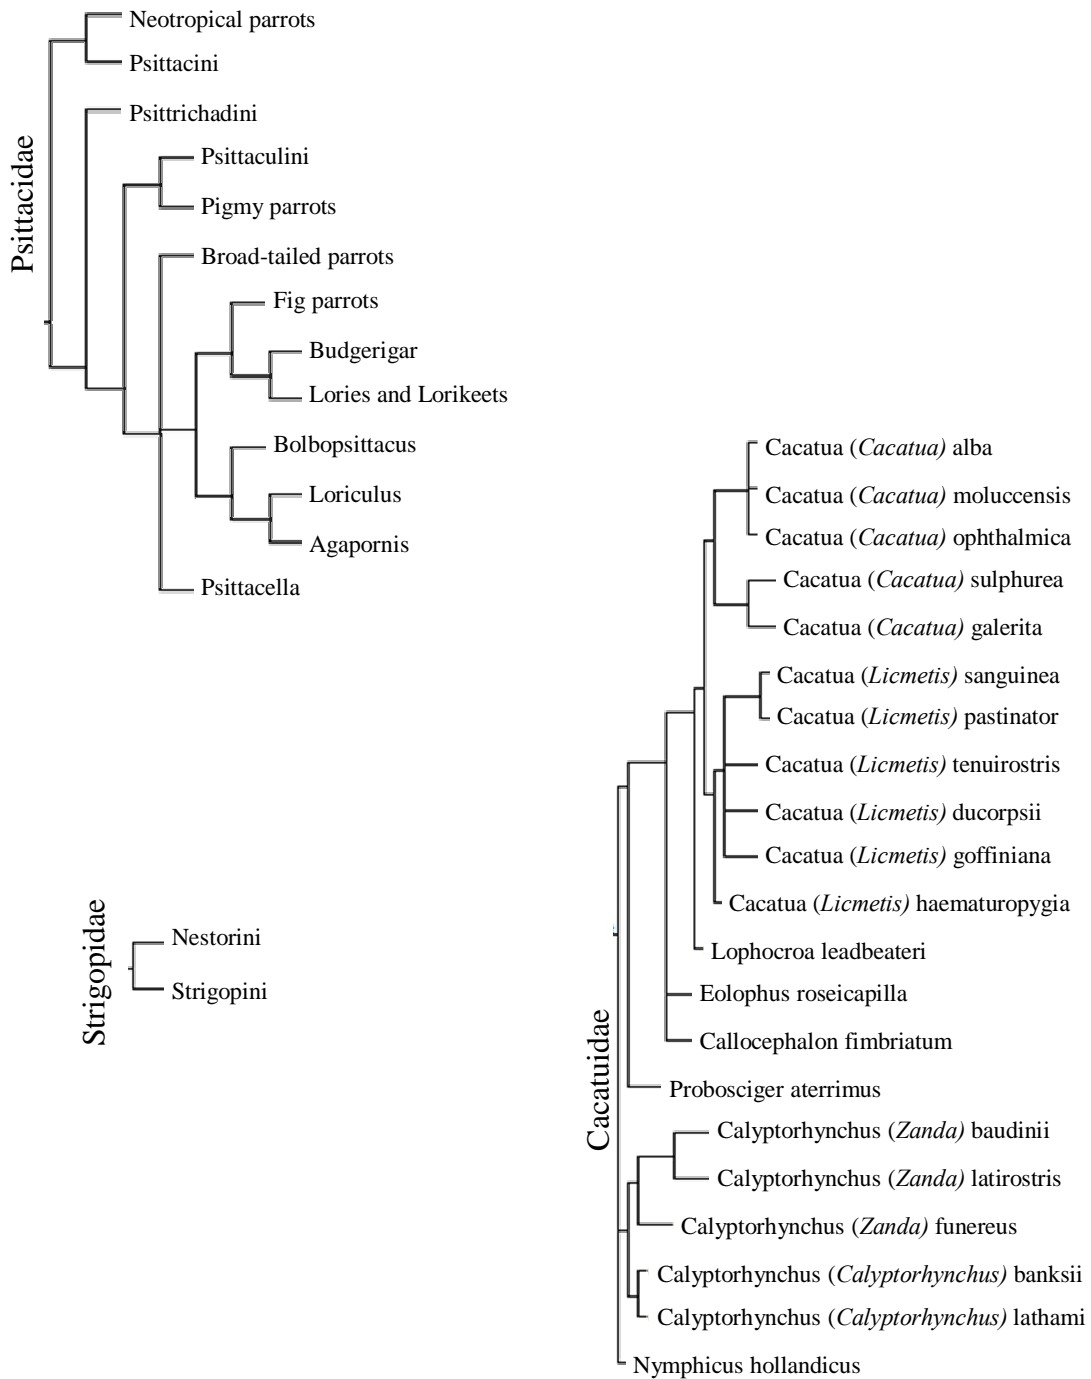 Psittacidae
Neotropical parrots
Psittacini
Psittrichadini
Psittaculini
Pigmy parrots
Broad-tailed parrots
Fig parrots
Budgerigar
Lories and Lorikeets
Bolbopsittacus
Loriculus
Agapornis
Psittacella
Strigopidae
Nestorini
Strigopini
Cacatuidae
Cacatua (Cacatua) alba
Cacatua (Cacatua) moluccensis
Cacatua (Cacatua) ophthalmica
Cacatua (Cacatua) sulphurea
Cacatua (Cacatua) galerita
Cacatua (Licmetis) sanguinea
Cacatua (Licmetis) pastinator
Cacatua (Licmetis) tenuirostris
Cacatua (Licmetis) ducorpsii
Cacatua (Licmetis) goffiniana
Cacatua (Licmetis) haematuropygia
Lophocroa leadbeateri
Eolophus roseicapilla
Callocephalon fimbriatum
Probosciger aterrimus
Calyptorhynchus (Zanda) baudinii
Calyptorhynchus (Zanda) latirostris
Calyptorhynchus (Zanda) funereus
Calyptorhynchus (Calyptorhynchus) banksii
Calyptorhynchus (Calyptorhynchus) lathami
Nymphicus hollandicus